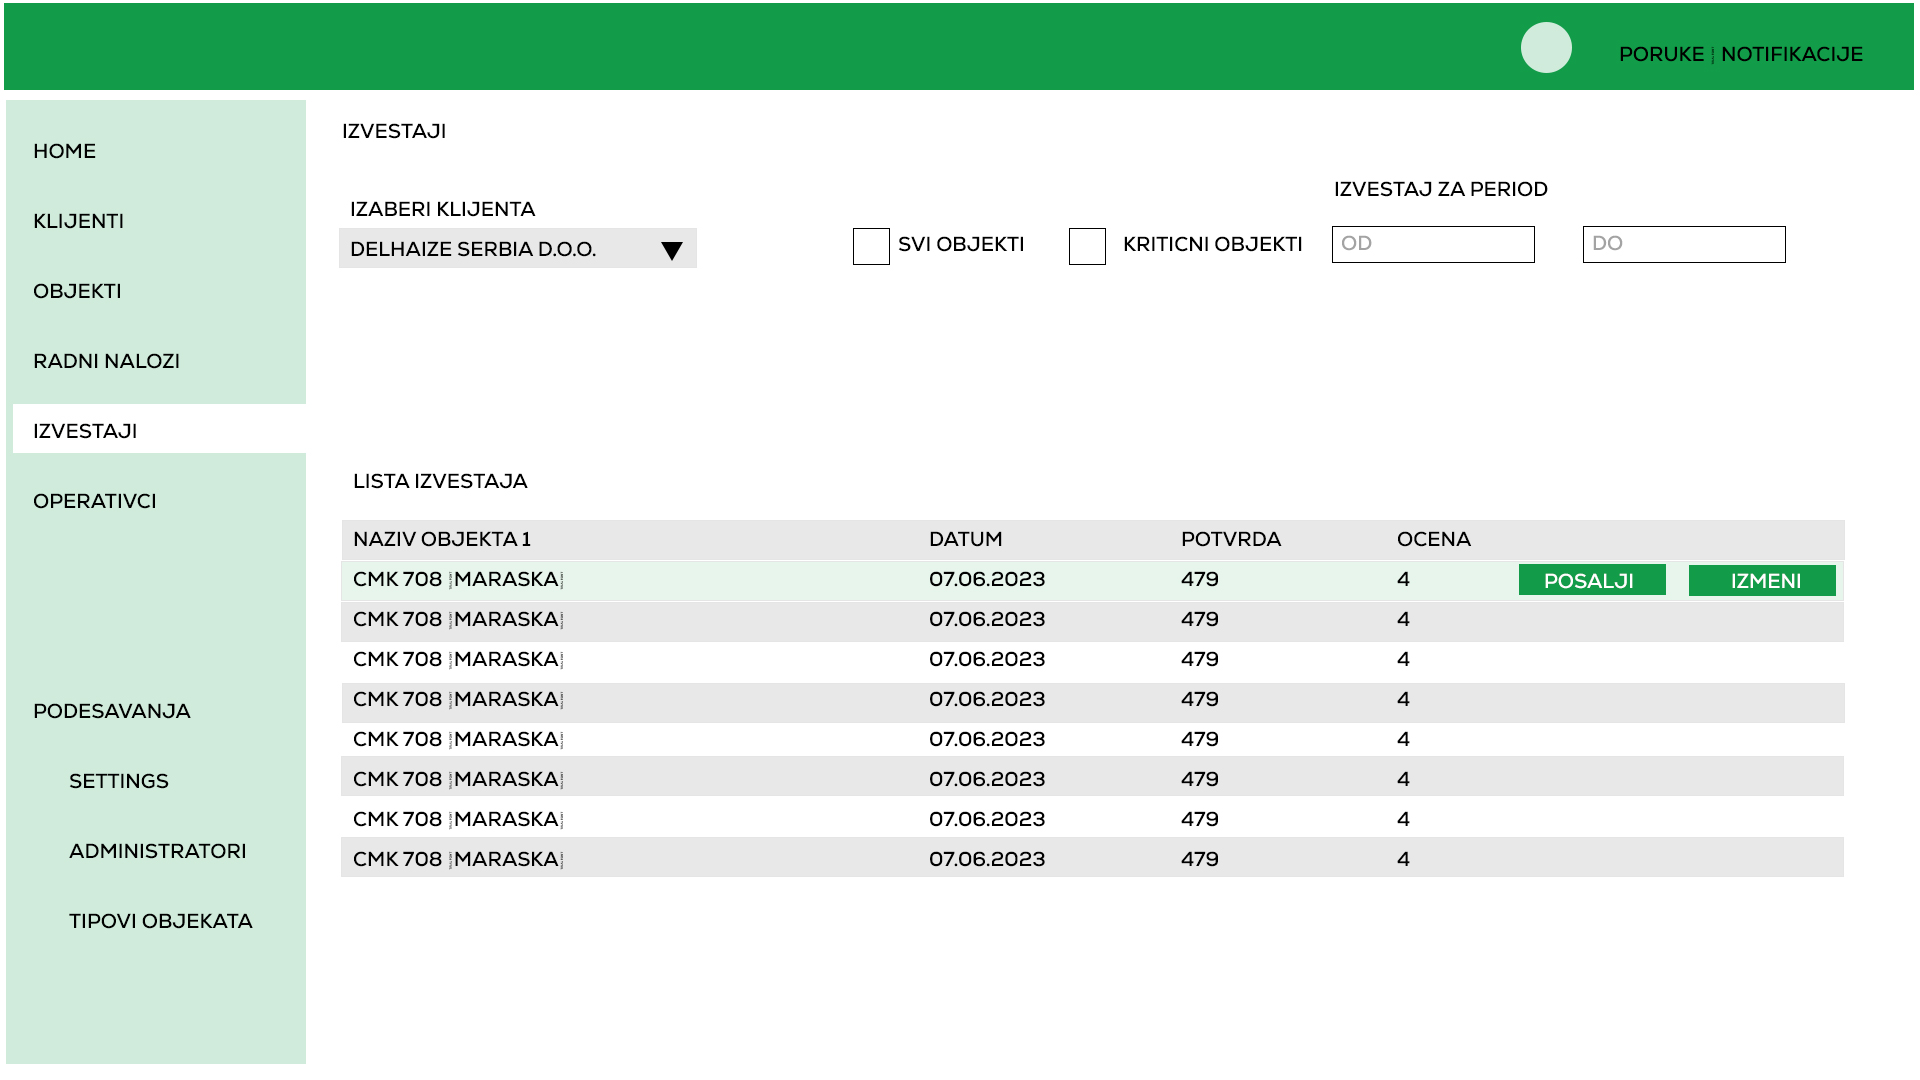 PORUKE | NOTIFIKACIJE
HOME
KLIJENTI
OBJEKTI
RADNI NALOZI
IZVESTAJI
OPERATIVCI
PODESAVANJA
SETTINGS
ADMINISTRATORI
TIPOVI OBJEKATA
IZVESTAJI
IZABERI KLIJENTA
DELHAIZE SERBIA D.O.O.
SVI OBJEKTI
KRITICNI OBJEKTI
IZVESTAJ ZA PERIOD
OD DO
LISTA IZVESTAJA
NAZIV OBJEKTA 1 DATUM POTVRDA OCENA
CMK 708 MARASKA 07.06.2023 479 4 POSALJI IZMENI
CMK 708 MARASKA 07.06.2023 479 4
CMK 708 MARASKA 07.06.2023 479 4
CMK 708 MARASKA 07.06.2023 479 4
CMK 708 MARASKA 07.06.2023 479 4
CMK 708 MARASKA 07.06.2023 479 4
CMK 708 MARASKA 07.06.2023 479 4
CMK 708 MARASKA 07.06.2023 479 4